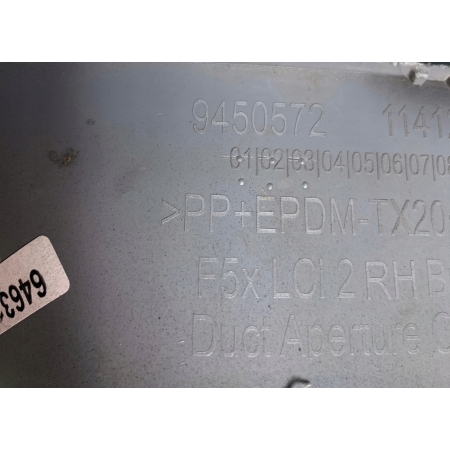 9450572 11412
01|02|03|04|05|06|07|08
>PP+EPDM-TX20
F5x LCI 2 RH B
Duct Aperture
6463